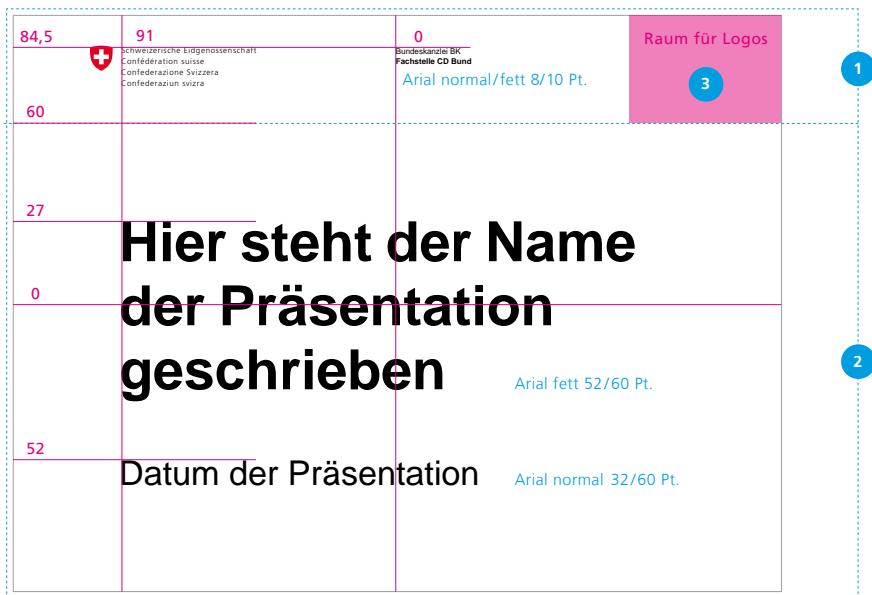 84,5
91
0
Raum für Logos
Schweizerische Eidgenossenschaft
Confédération suisse
Confederazione Svizzera
Confederaziun svizra
Bundeskanzlei BK
Fachstelle CD Bund
Arial normal/fett 8/10 Pt.
3
1
60
27
Hier steht der Name
0
der Präsentation
geschrieben
Arial fett 52/60 Pt.
2
52
Datum der Präsentation
Arial normal 32/60 Pt.